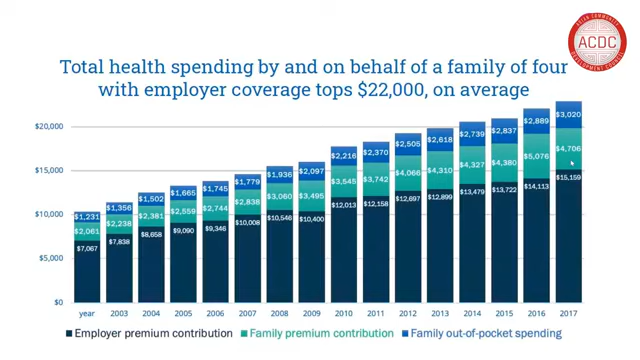 ASIAN COMMUNITY
ACDC
DEVELOPMENT COUNCIL
Total health spending by and on behalf of a family of four
with employer coverage tops $22,000, on average
$20,000
$15,000
$10,000
$5,000
$0
$1,231 $1,356 $1,502 $1,665 $1,745 $1,779 $1,936 $2,097 $2,216 $2,370 $2,505 $2,618 $2,739 $2,837 $2,889 $3,020
$2,061 $2,238 $2,381 $2,559 $2,744 $2,838 $3,060 $3,495 $3,545 $3,742 $4,066 $4,310 $4,327 $4,380 $5,076 $4,706
$7,067 $7,838 $8,658 $9,090 $9,346 $10,008 $10,546 $10,400 $12,013 $12,158 $12,697 $12,899 $13,479 $13,722 $14,113 $15,159
year 2003 2004 2005 2006 2007 2008 2009 2010 2011 2012 2013 2014 2015 2016 2017
Employer premium contribution Family premium contribution Family out-of-pocket spending